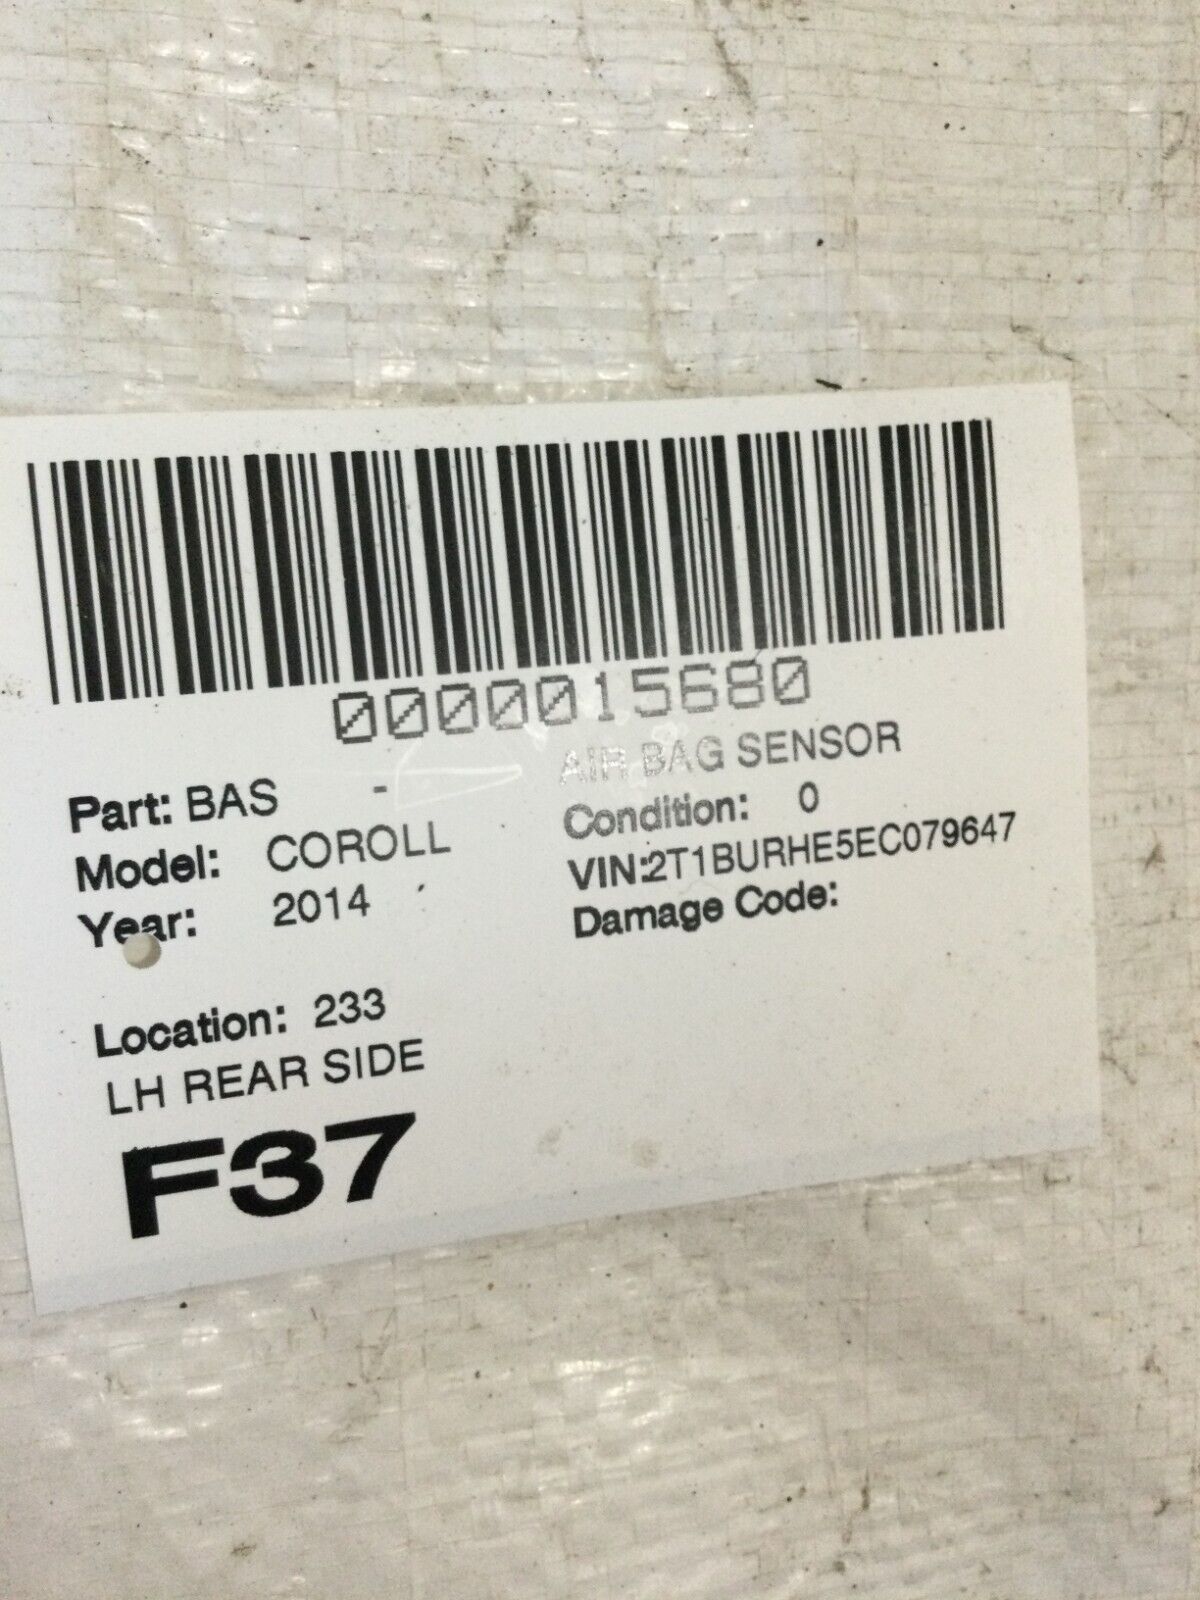 0000015680
Part: BAS - AIR BAG SENSOR
Model: COROLL Condition: 0
Year: 2014 VIN:2T1BURHE5EC079647
Damage Code:
Location: 233
LH REAR SIDE
F37